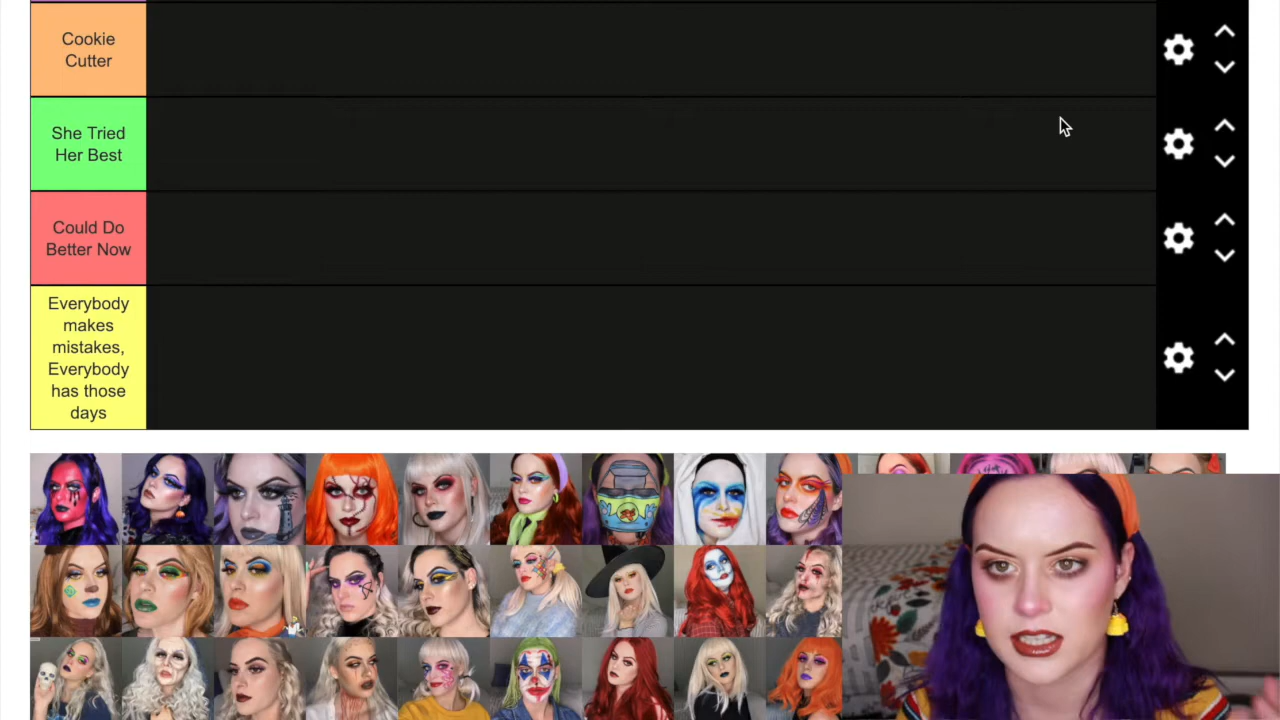 Cookie
Cutter
She Tried
Her Best
Could Do
Better Now
Everybody
makes
mistakes,
Everybody
has those
days